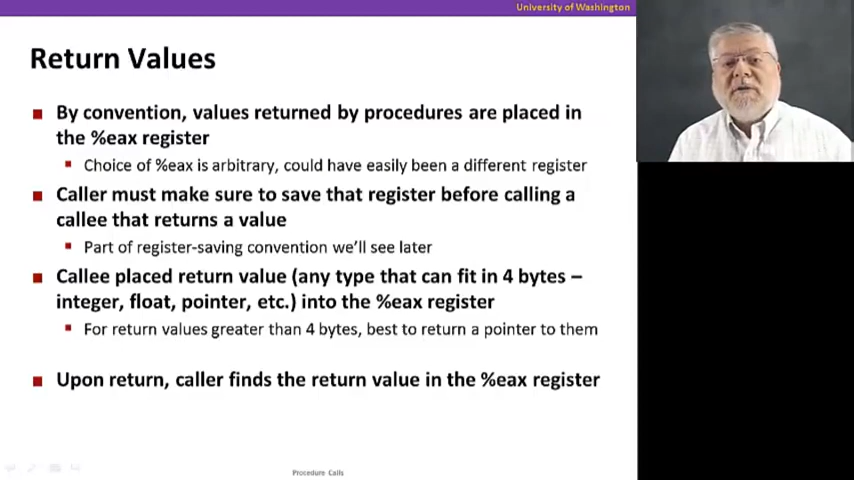 University of Washington
Return Values
■ By convention, values returned by procedures are placed in
the %eax register
■ Choice of %eax is arbitrary, could have easily been a different register
■ Caller must make sure to save that register before calling a
callee that returns a value
■ Part of register-saving convention we'll see later
■ Callee placed return value (any type that can fit in 4 bytes –
integer, float, pointer, etc.) into the %eax register
■ For return values greater than 4 bytes, best to return a pointer to them
■ Upon return, caller finds the return value in the %eax register
Procedure Calls